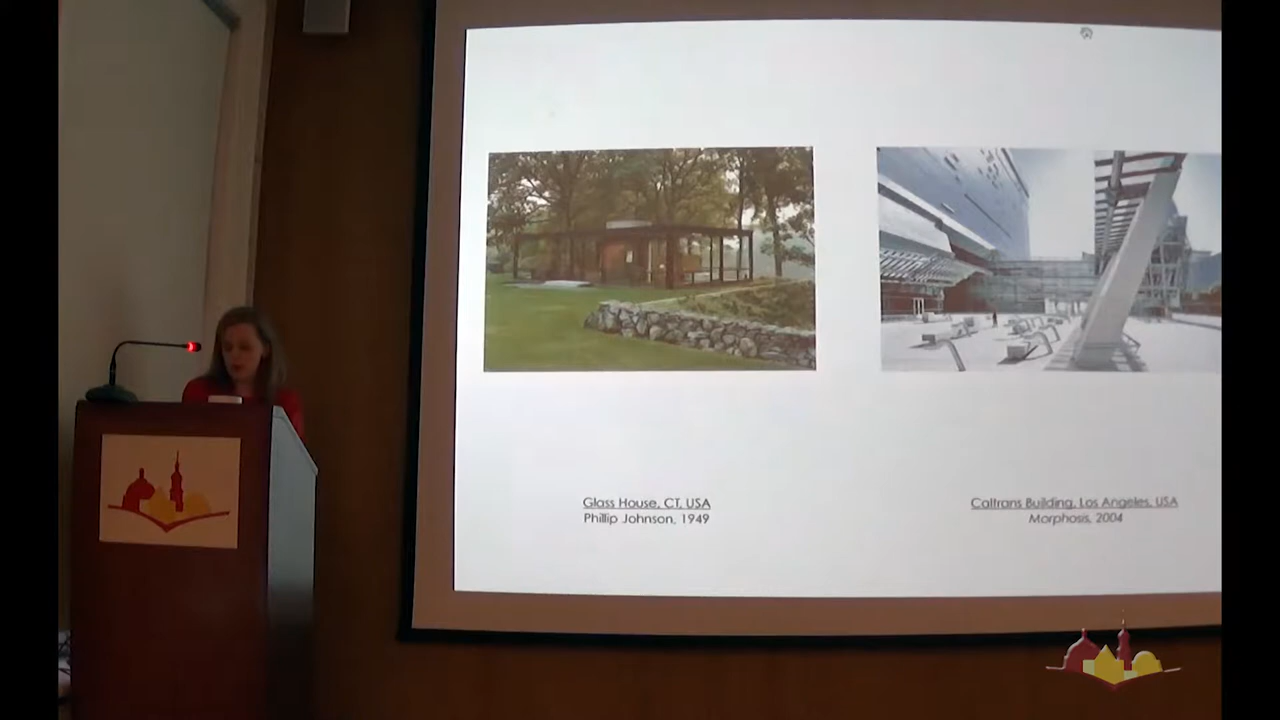 Glass House, CT, USA
Phillip Johnson, 1949
Caltrans Building, Los Angeles, USA
Morphosis, 2004